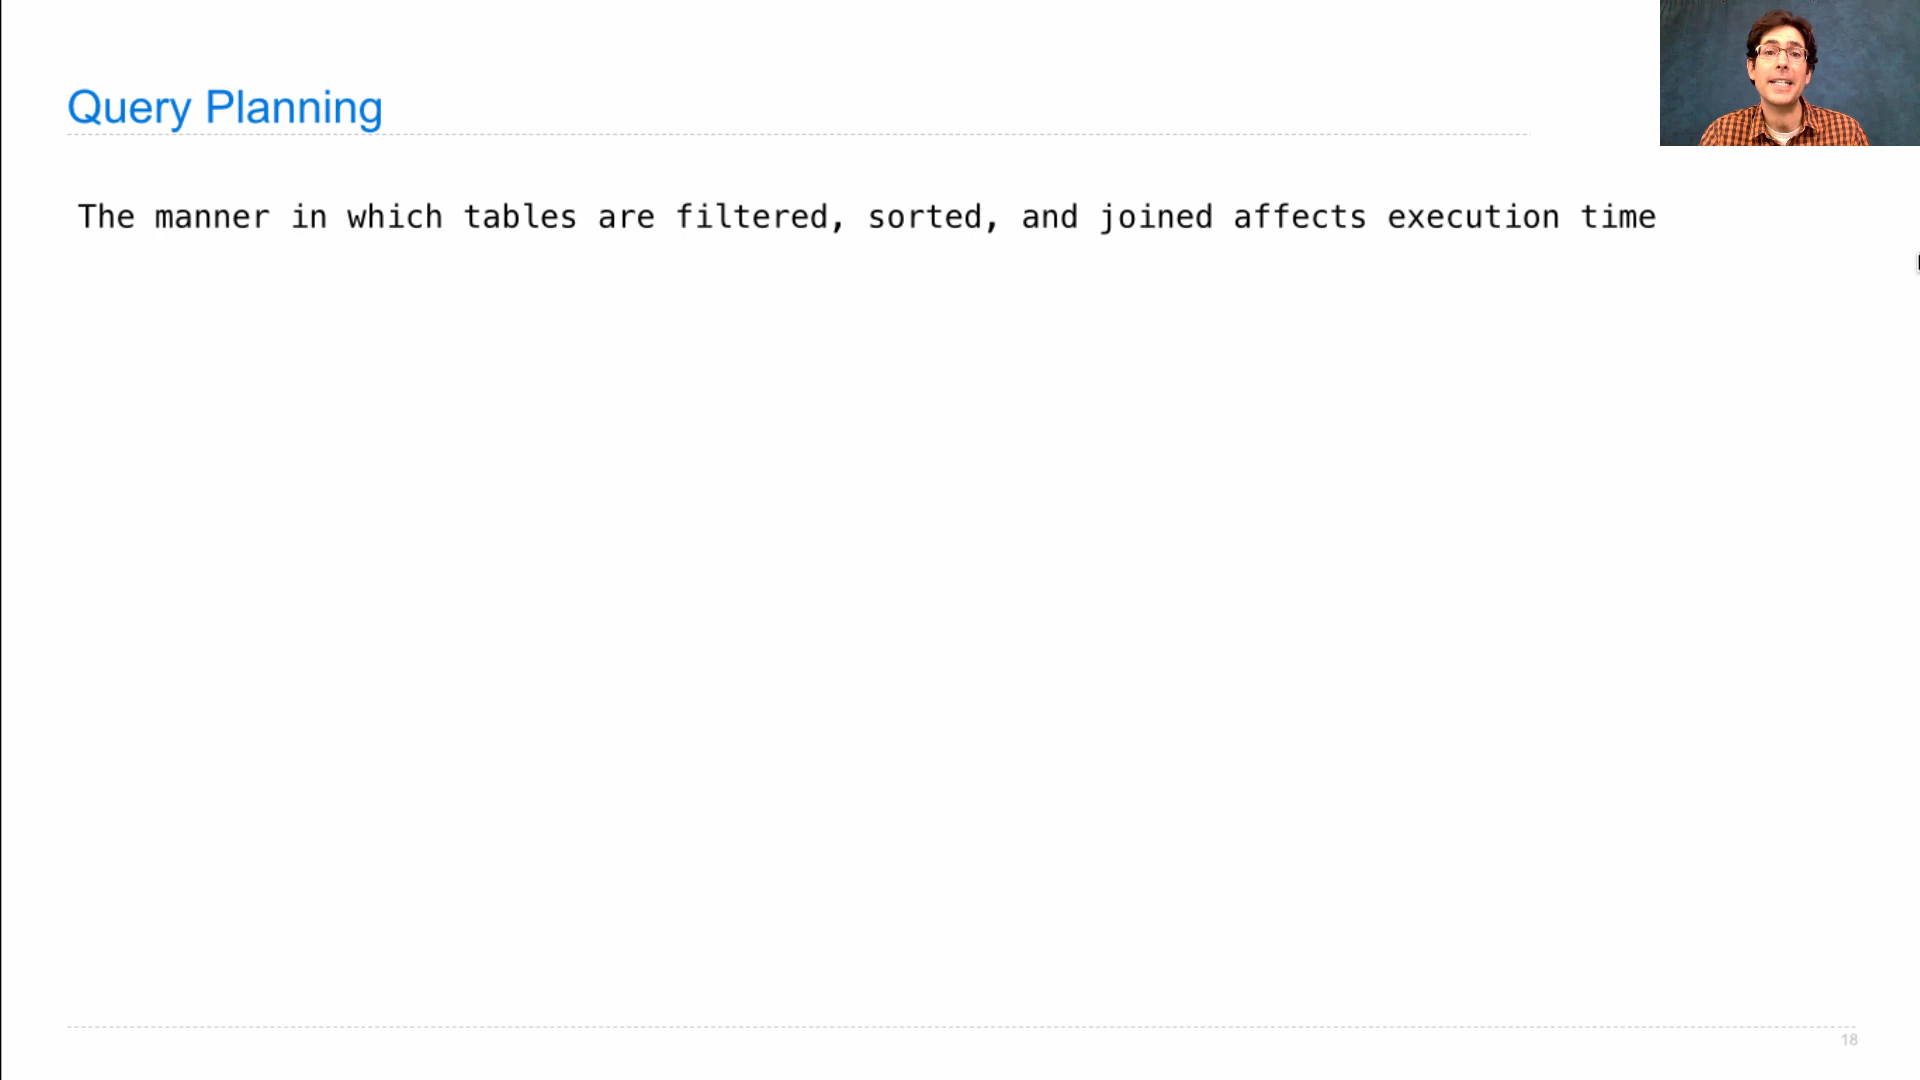 Query Planning
The manner in which tables are filtered, sorted, and joined affects execution time
18